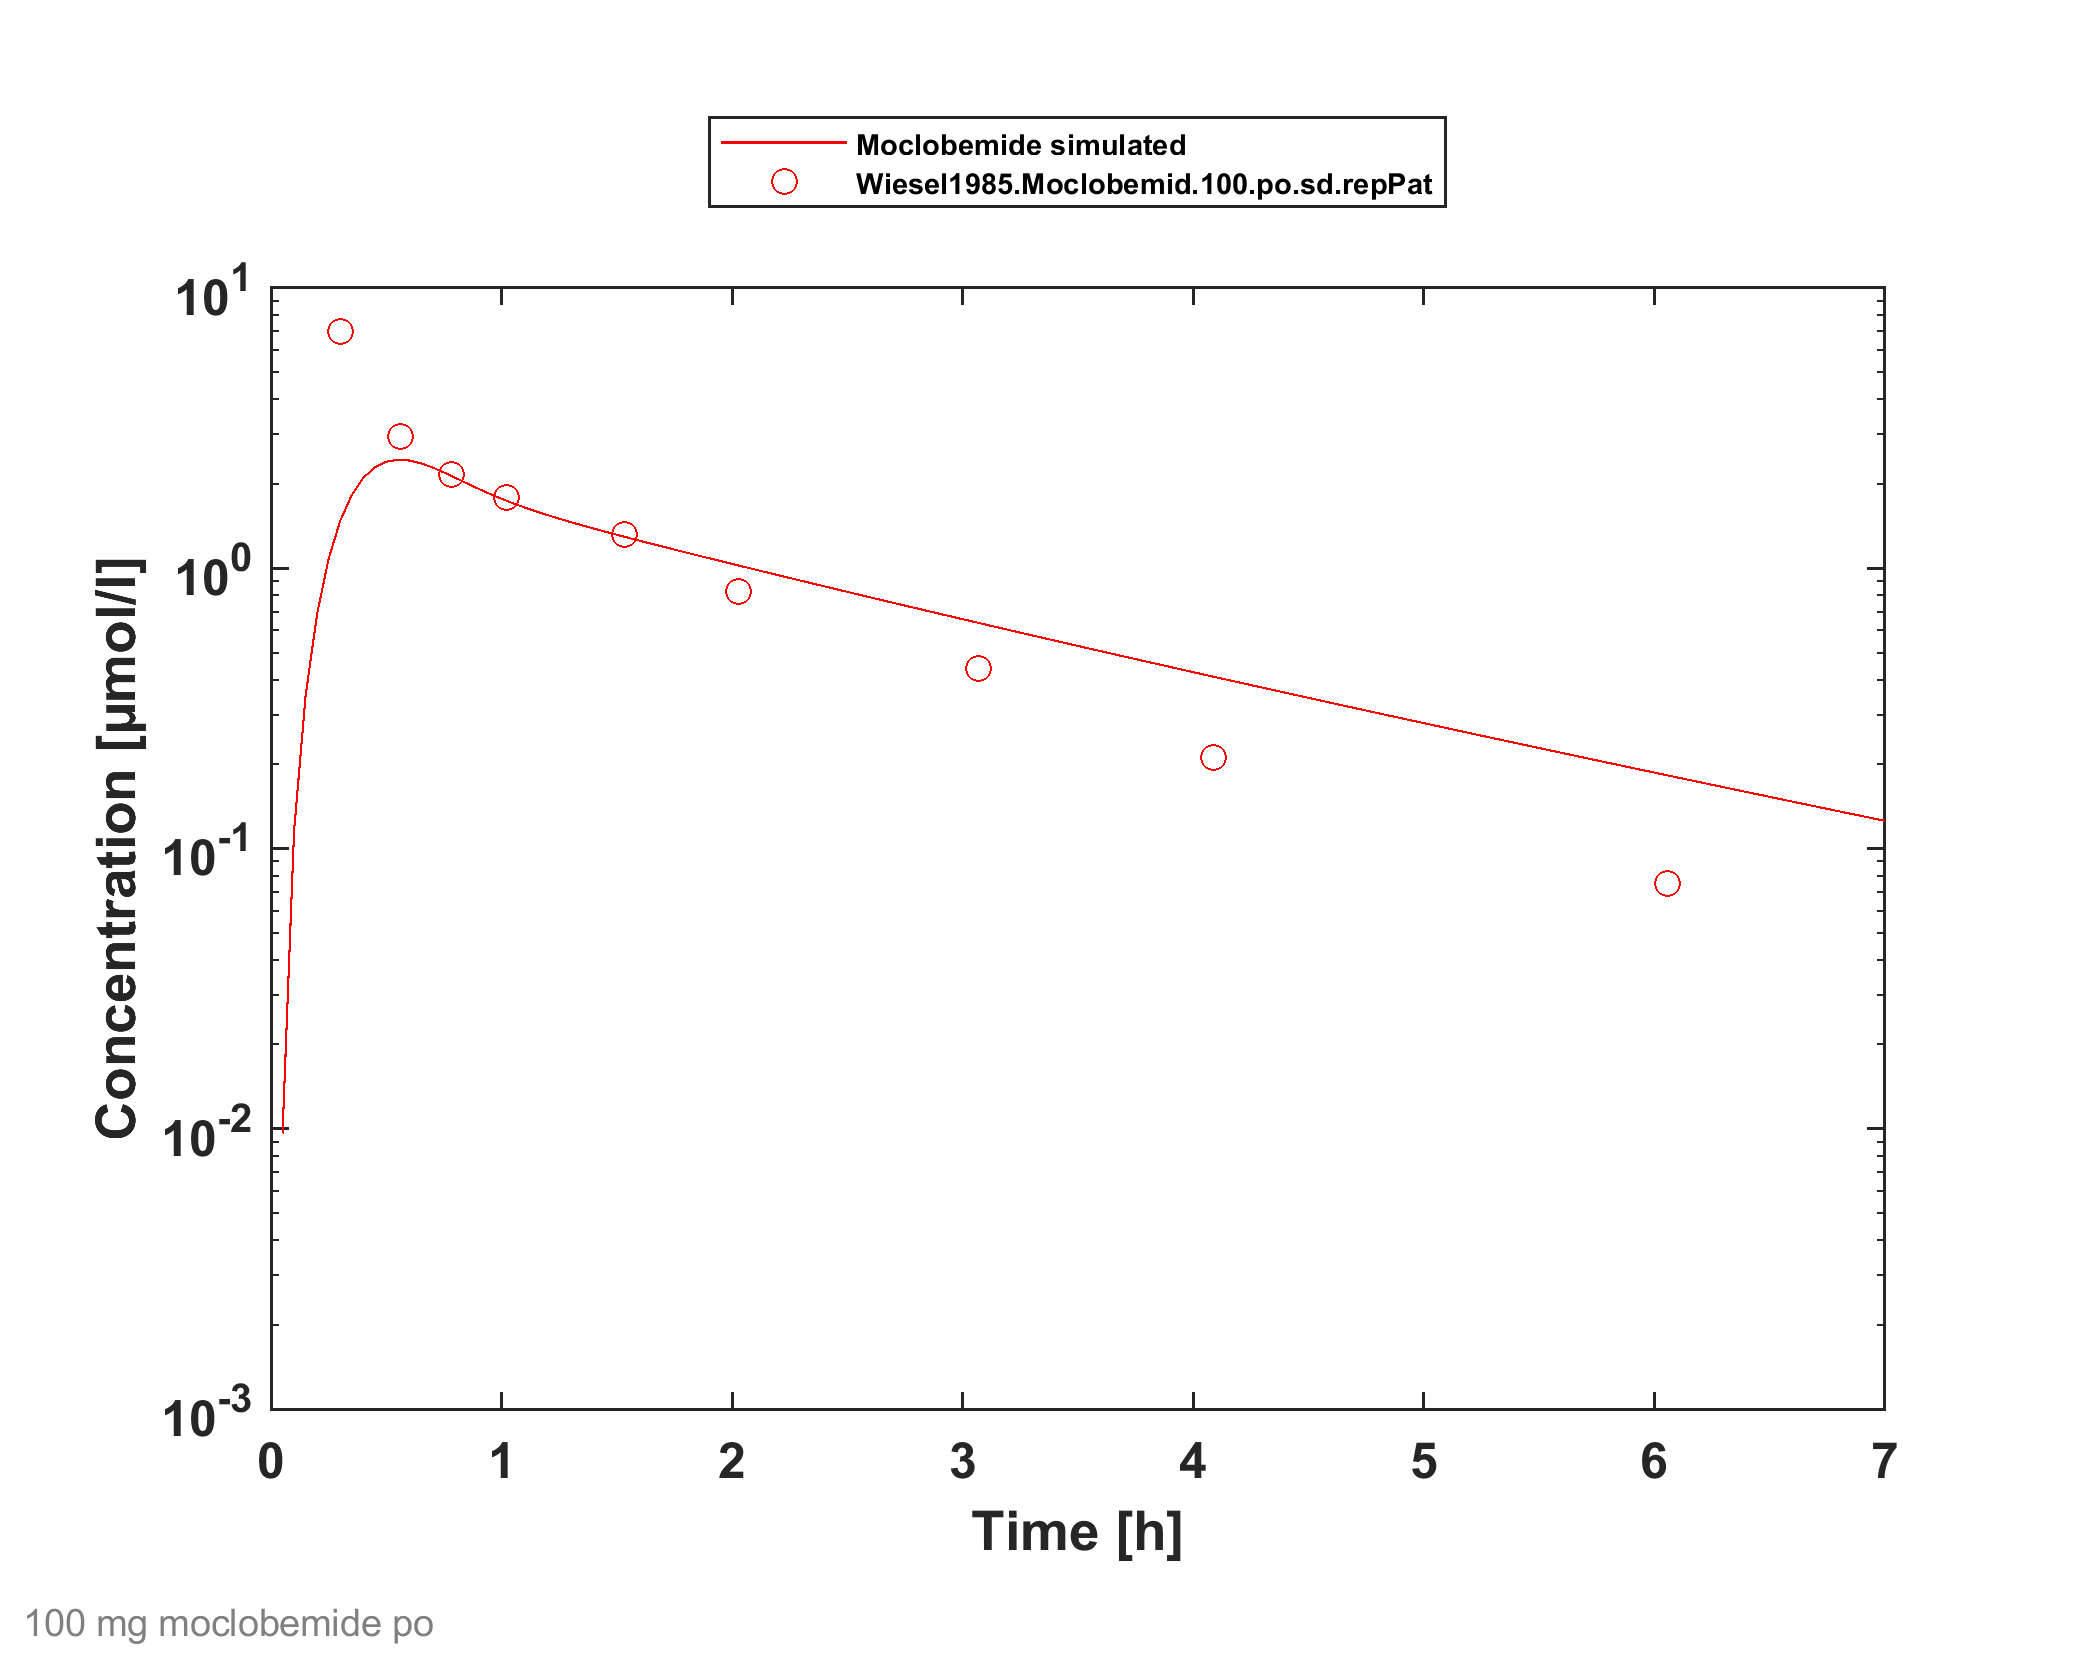 Moclobemide simulated
Wiesel1985.Moclobemid.100.po.sd.repPat
10^1
10^0
10^-1
10^-2
10^-3
Concentration [µmol/l]
0 1 2 3 4 5 6 7
Time [h]
100 mg moclobemide po